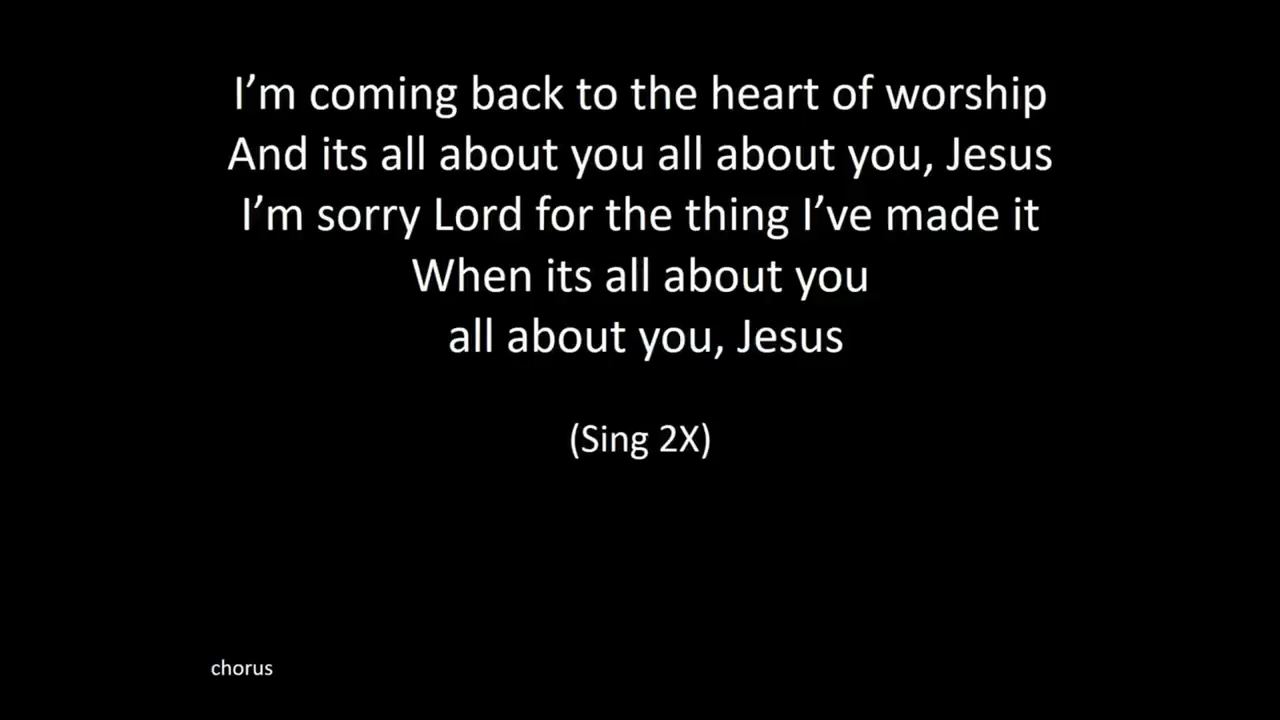 I’m coming back to the heart of worship
And its all about you all about you, Jesus
I’m sorry Lord for the thing I’ve made it
When its all about you
all about you, Jesus
(Sing 2X)
chorus